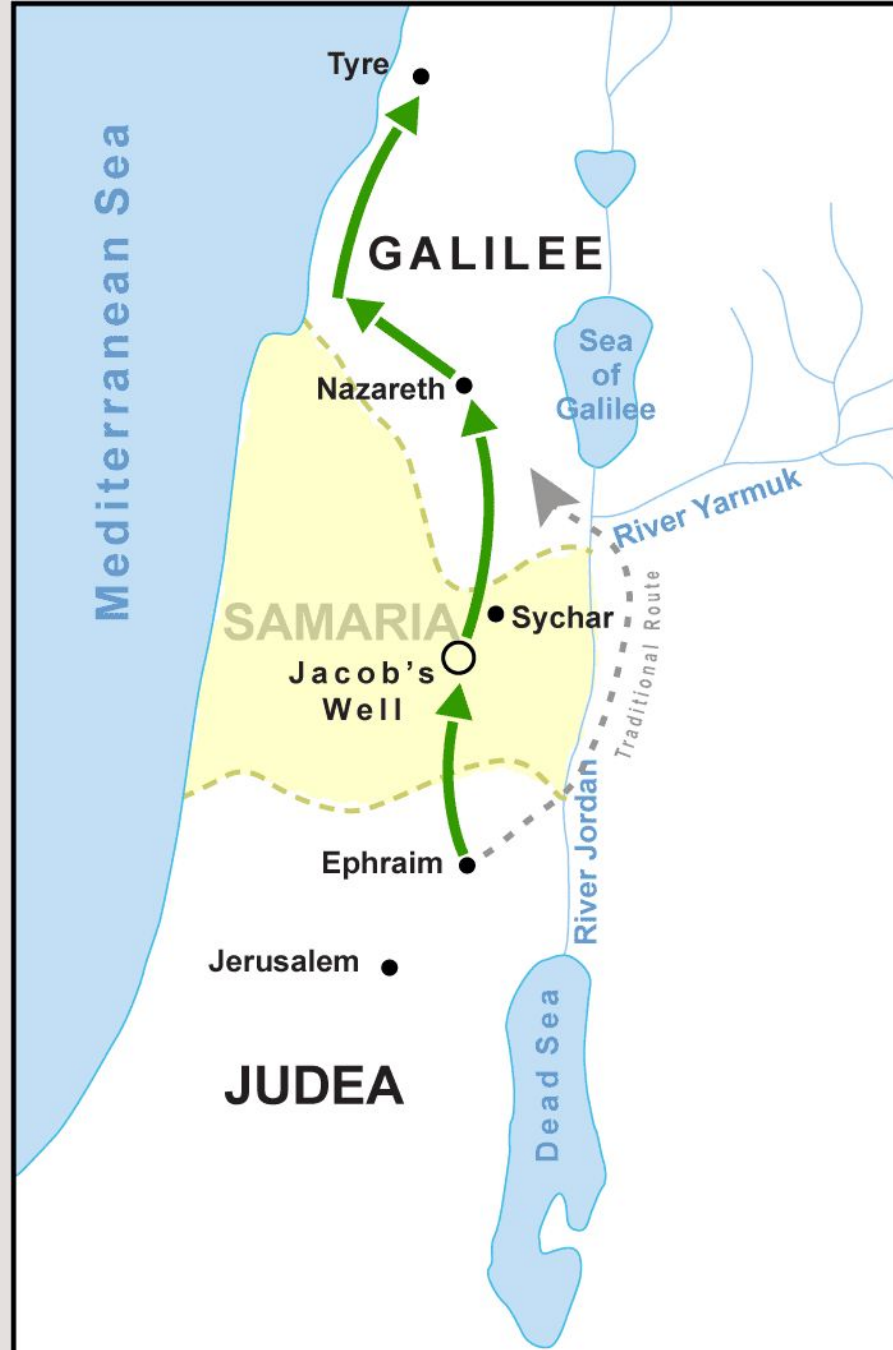 Tyre
Mediterranean Sea
GALILEE
Sea
of
Galilee
Nazareth
River Yarmuk
SAMARIA
Sychar
Jacob’s
Well
Traditional Route
River Jordan
Ephraim
Jerusalem
Dead Sea
JUDEA